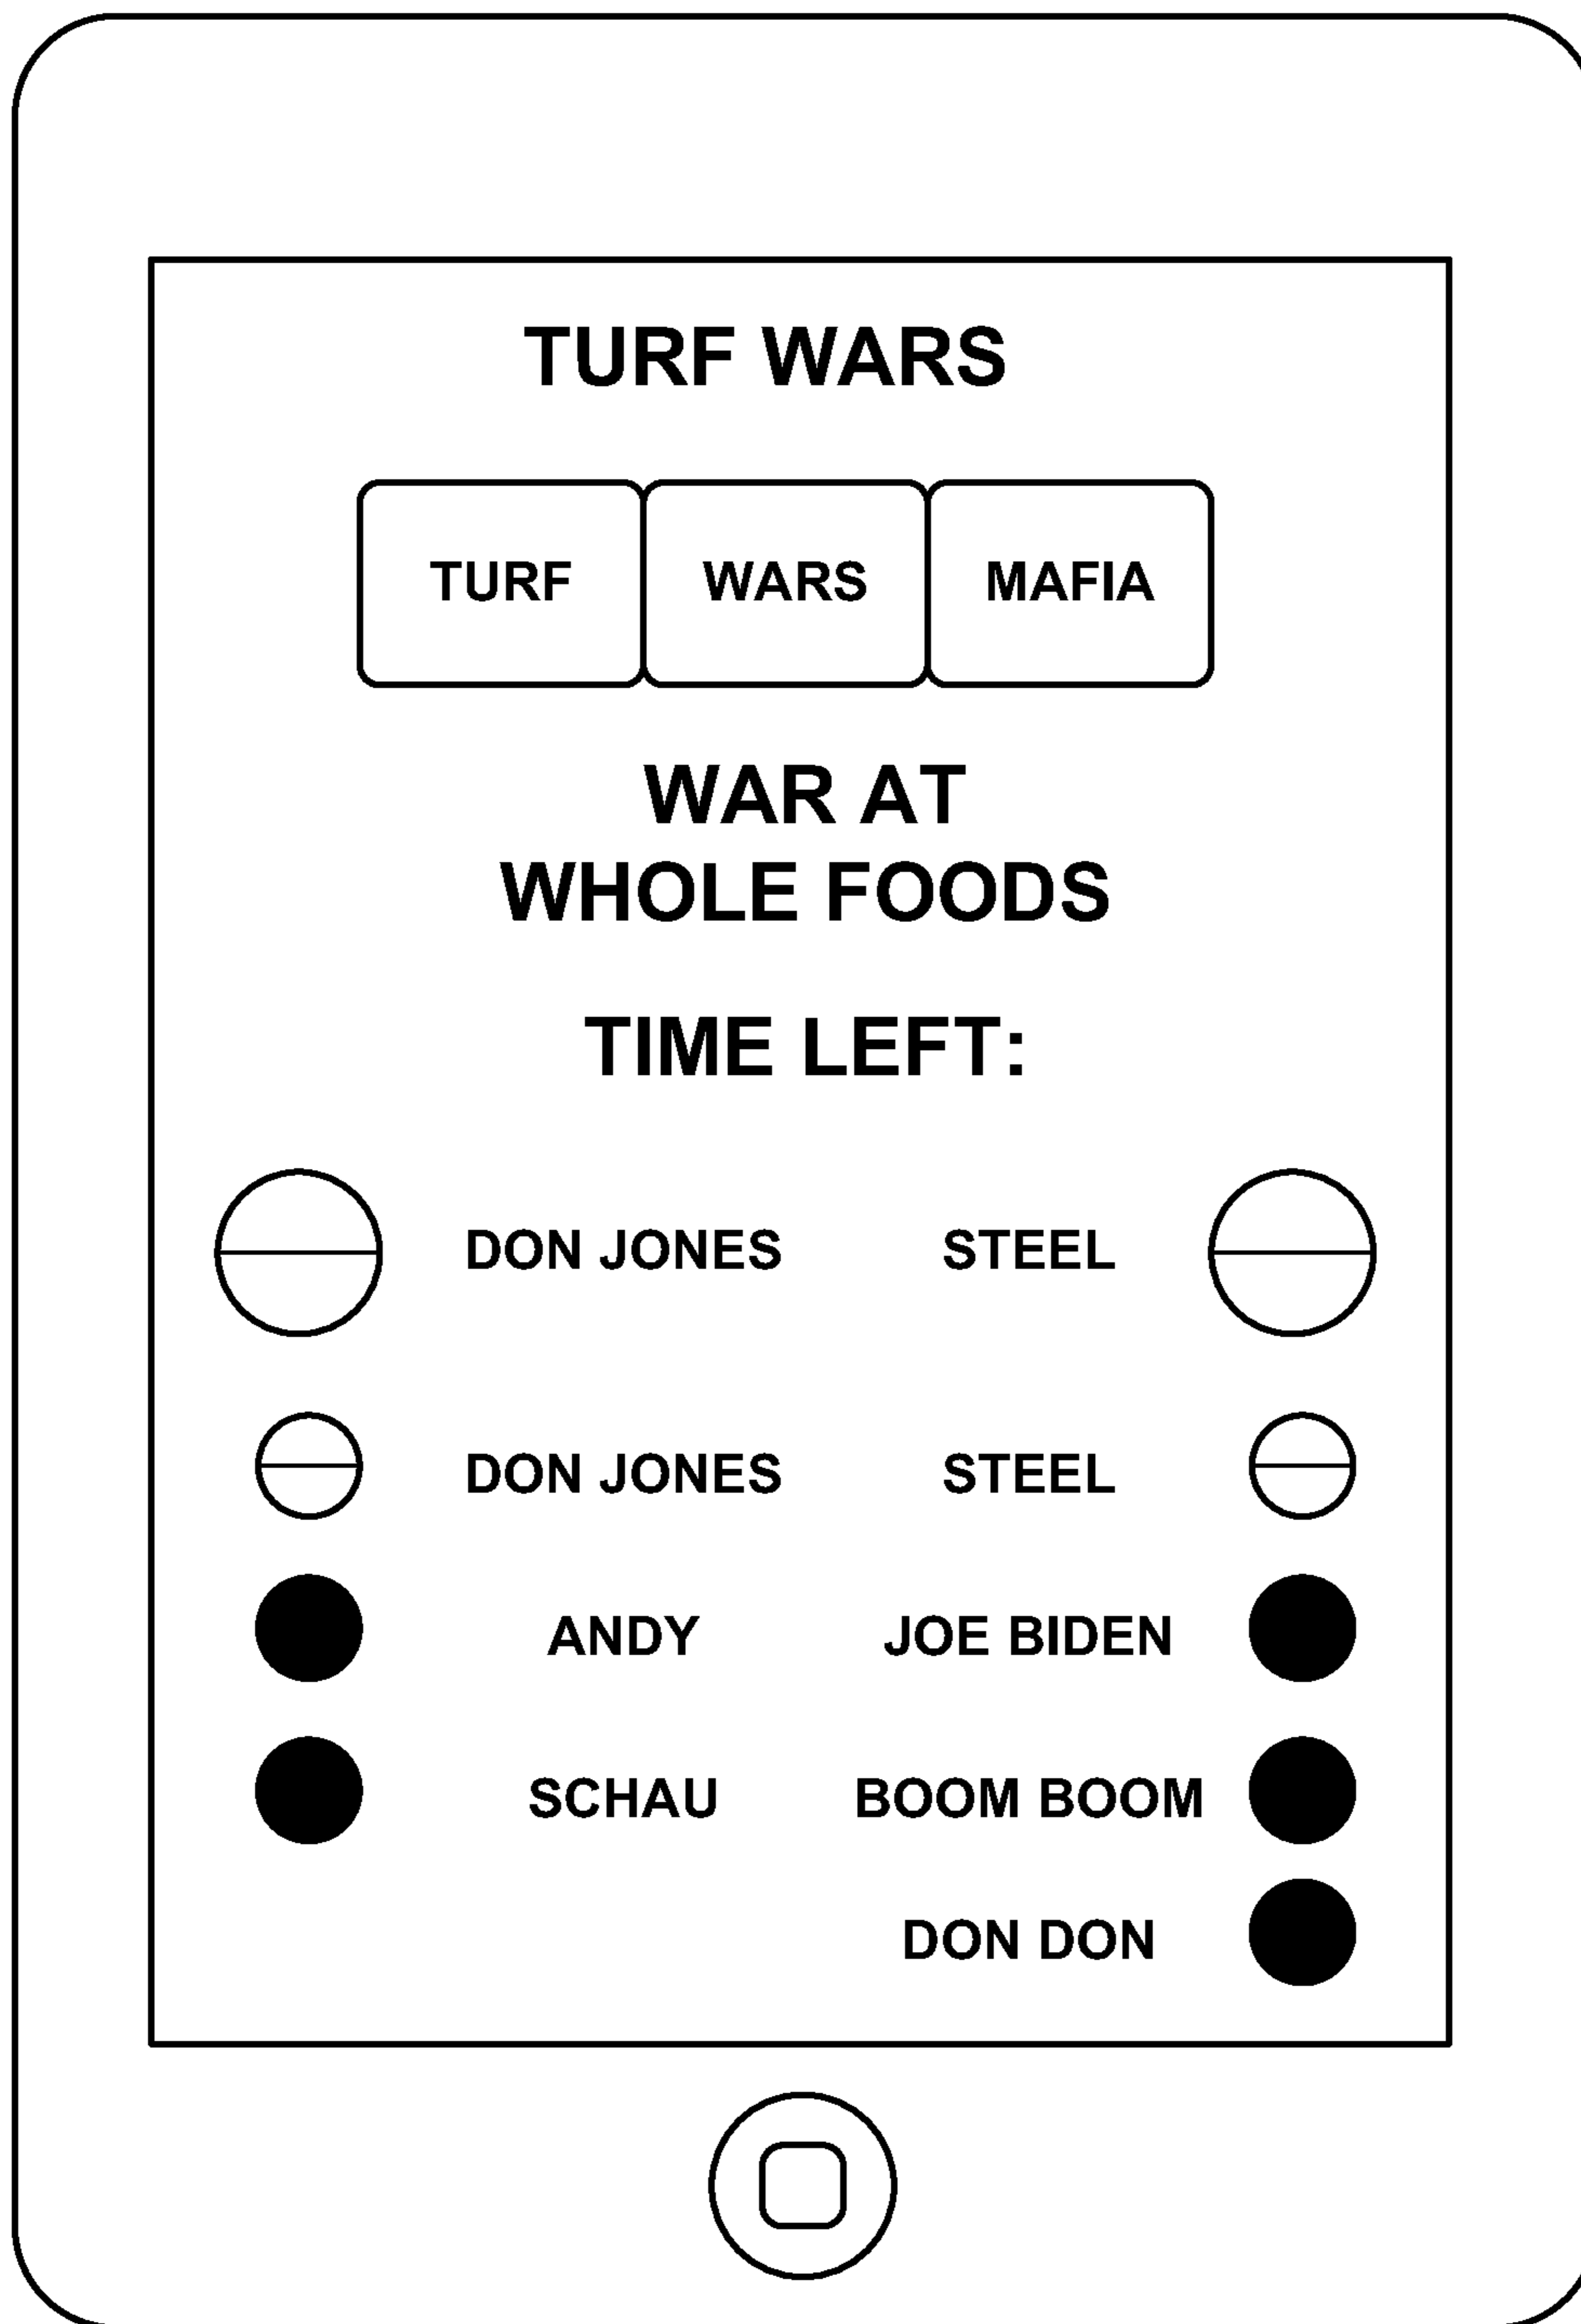 TURF WARS
TURF WARS MAFIA
WAR AT
WHOLE FOODS
TIME LEFT:
DON JONES STEEL
DON JONES STEEL
ANDY JOE BIDEN
SCHAU BOOM BOOM
DON DON